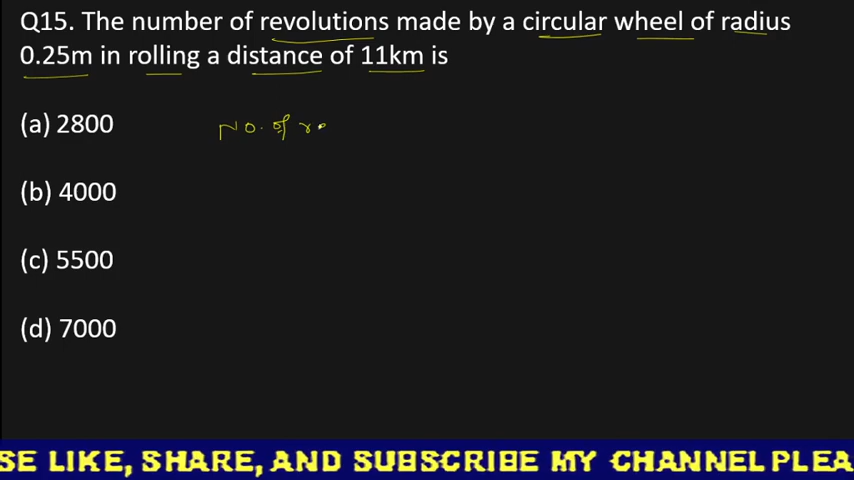 Q15. The number of revolutions made by a circular wheel of radius
0.25m in rolling a distance of 11km is
(a) 2800
No. of re
(b) 4000
(c) 5500
(d) 7000
SE LIKE, SHARE, AND SUBSCRIBE MY CHANNEL PLEA